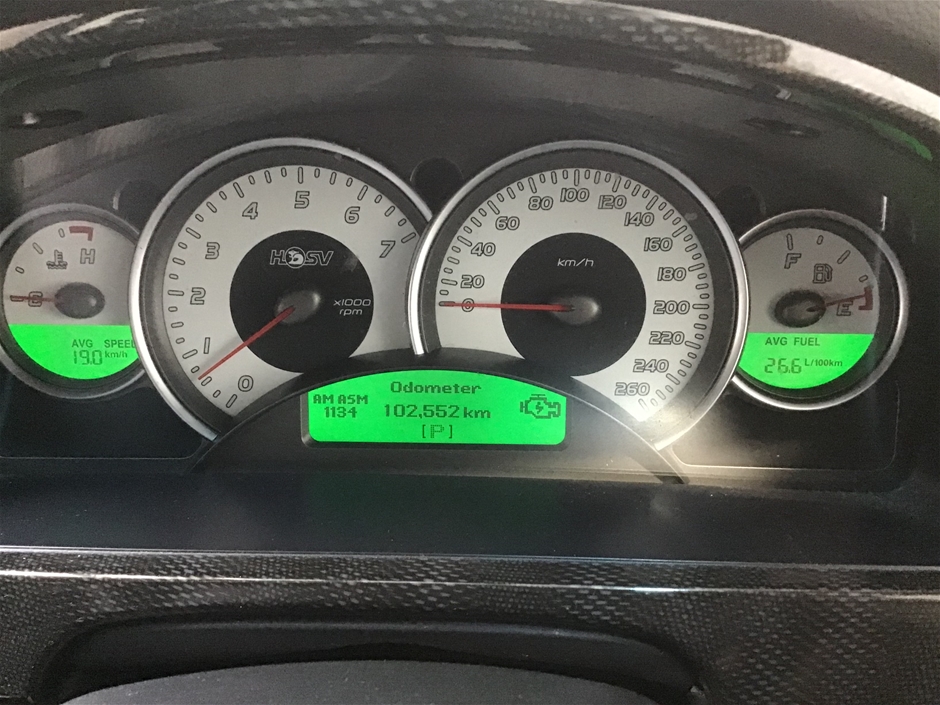 H
C
AVG SPEED
19.0 km/h
0
1
2
3
4
5
6
7
HSV
x1000
rpm
0
20
40
60
80
100
120
140
160
180
200
220
240
260
km/h
F
E
AVG FUEL
26.6 L/100km
Odometer
AM ASM
1134
102,552 km
[P]